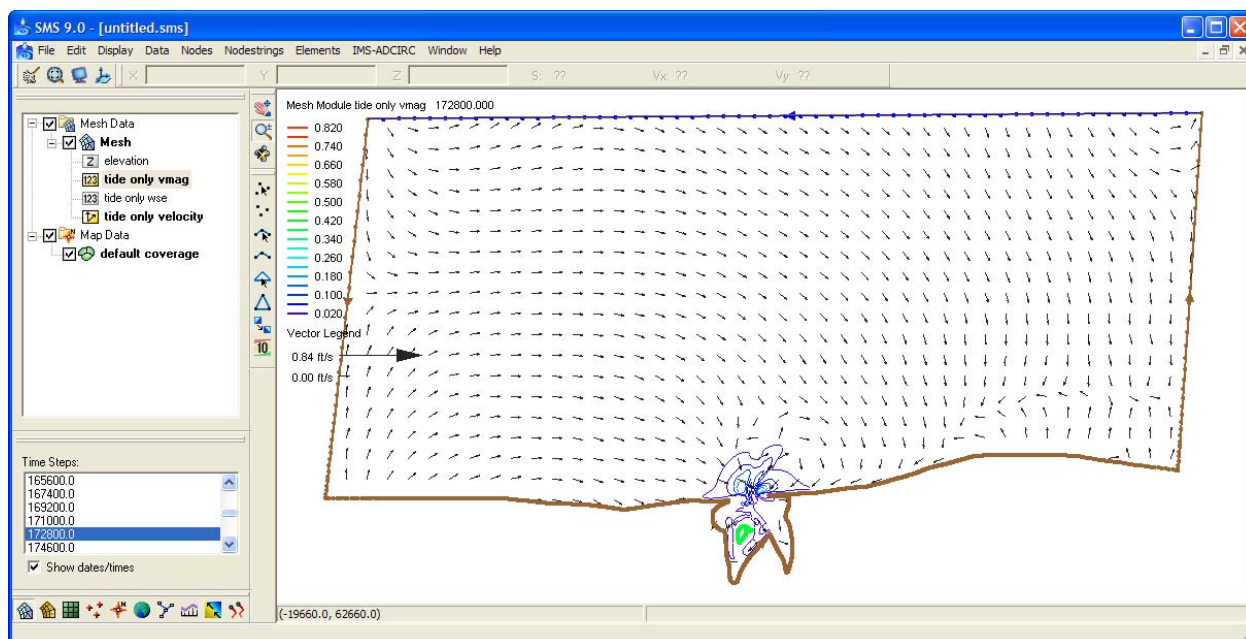 SMS 9.0 - [untitled.sms]
File Edit Display Data Nodes Nodestrings Elements IMS-ADCIRC Window Help
X Y Z S: ?? Vx: ?? Vy: ??
Mesh Data
Mesh
Z elevation
123 tide only vmag
123 tide only wse
tide only velocity
Map Data
default coverage
Time Steps:
165600.0
167400.0
169200.0
171000.0
172800.0
174600.0
Show dates/times
10
Mesh Module tide only vmag 172800.000
0.820
0.740
0.660
0.580
0.500
0.420
0.340
0.260
0.180
0.100
0.020
Vector Legend
0.84 ft/s
0.00 ft/s
(-19660.0, 62660.0)